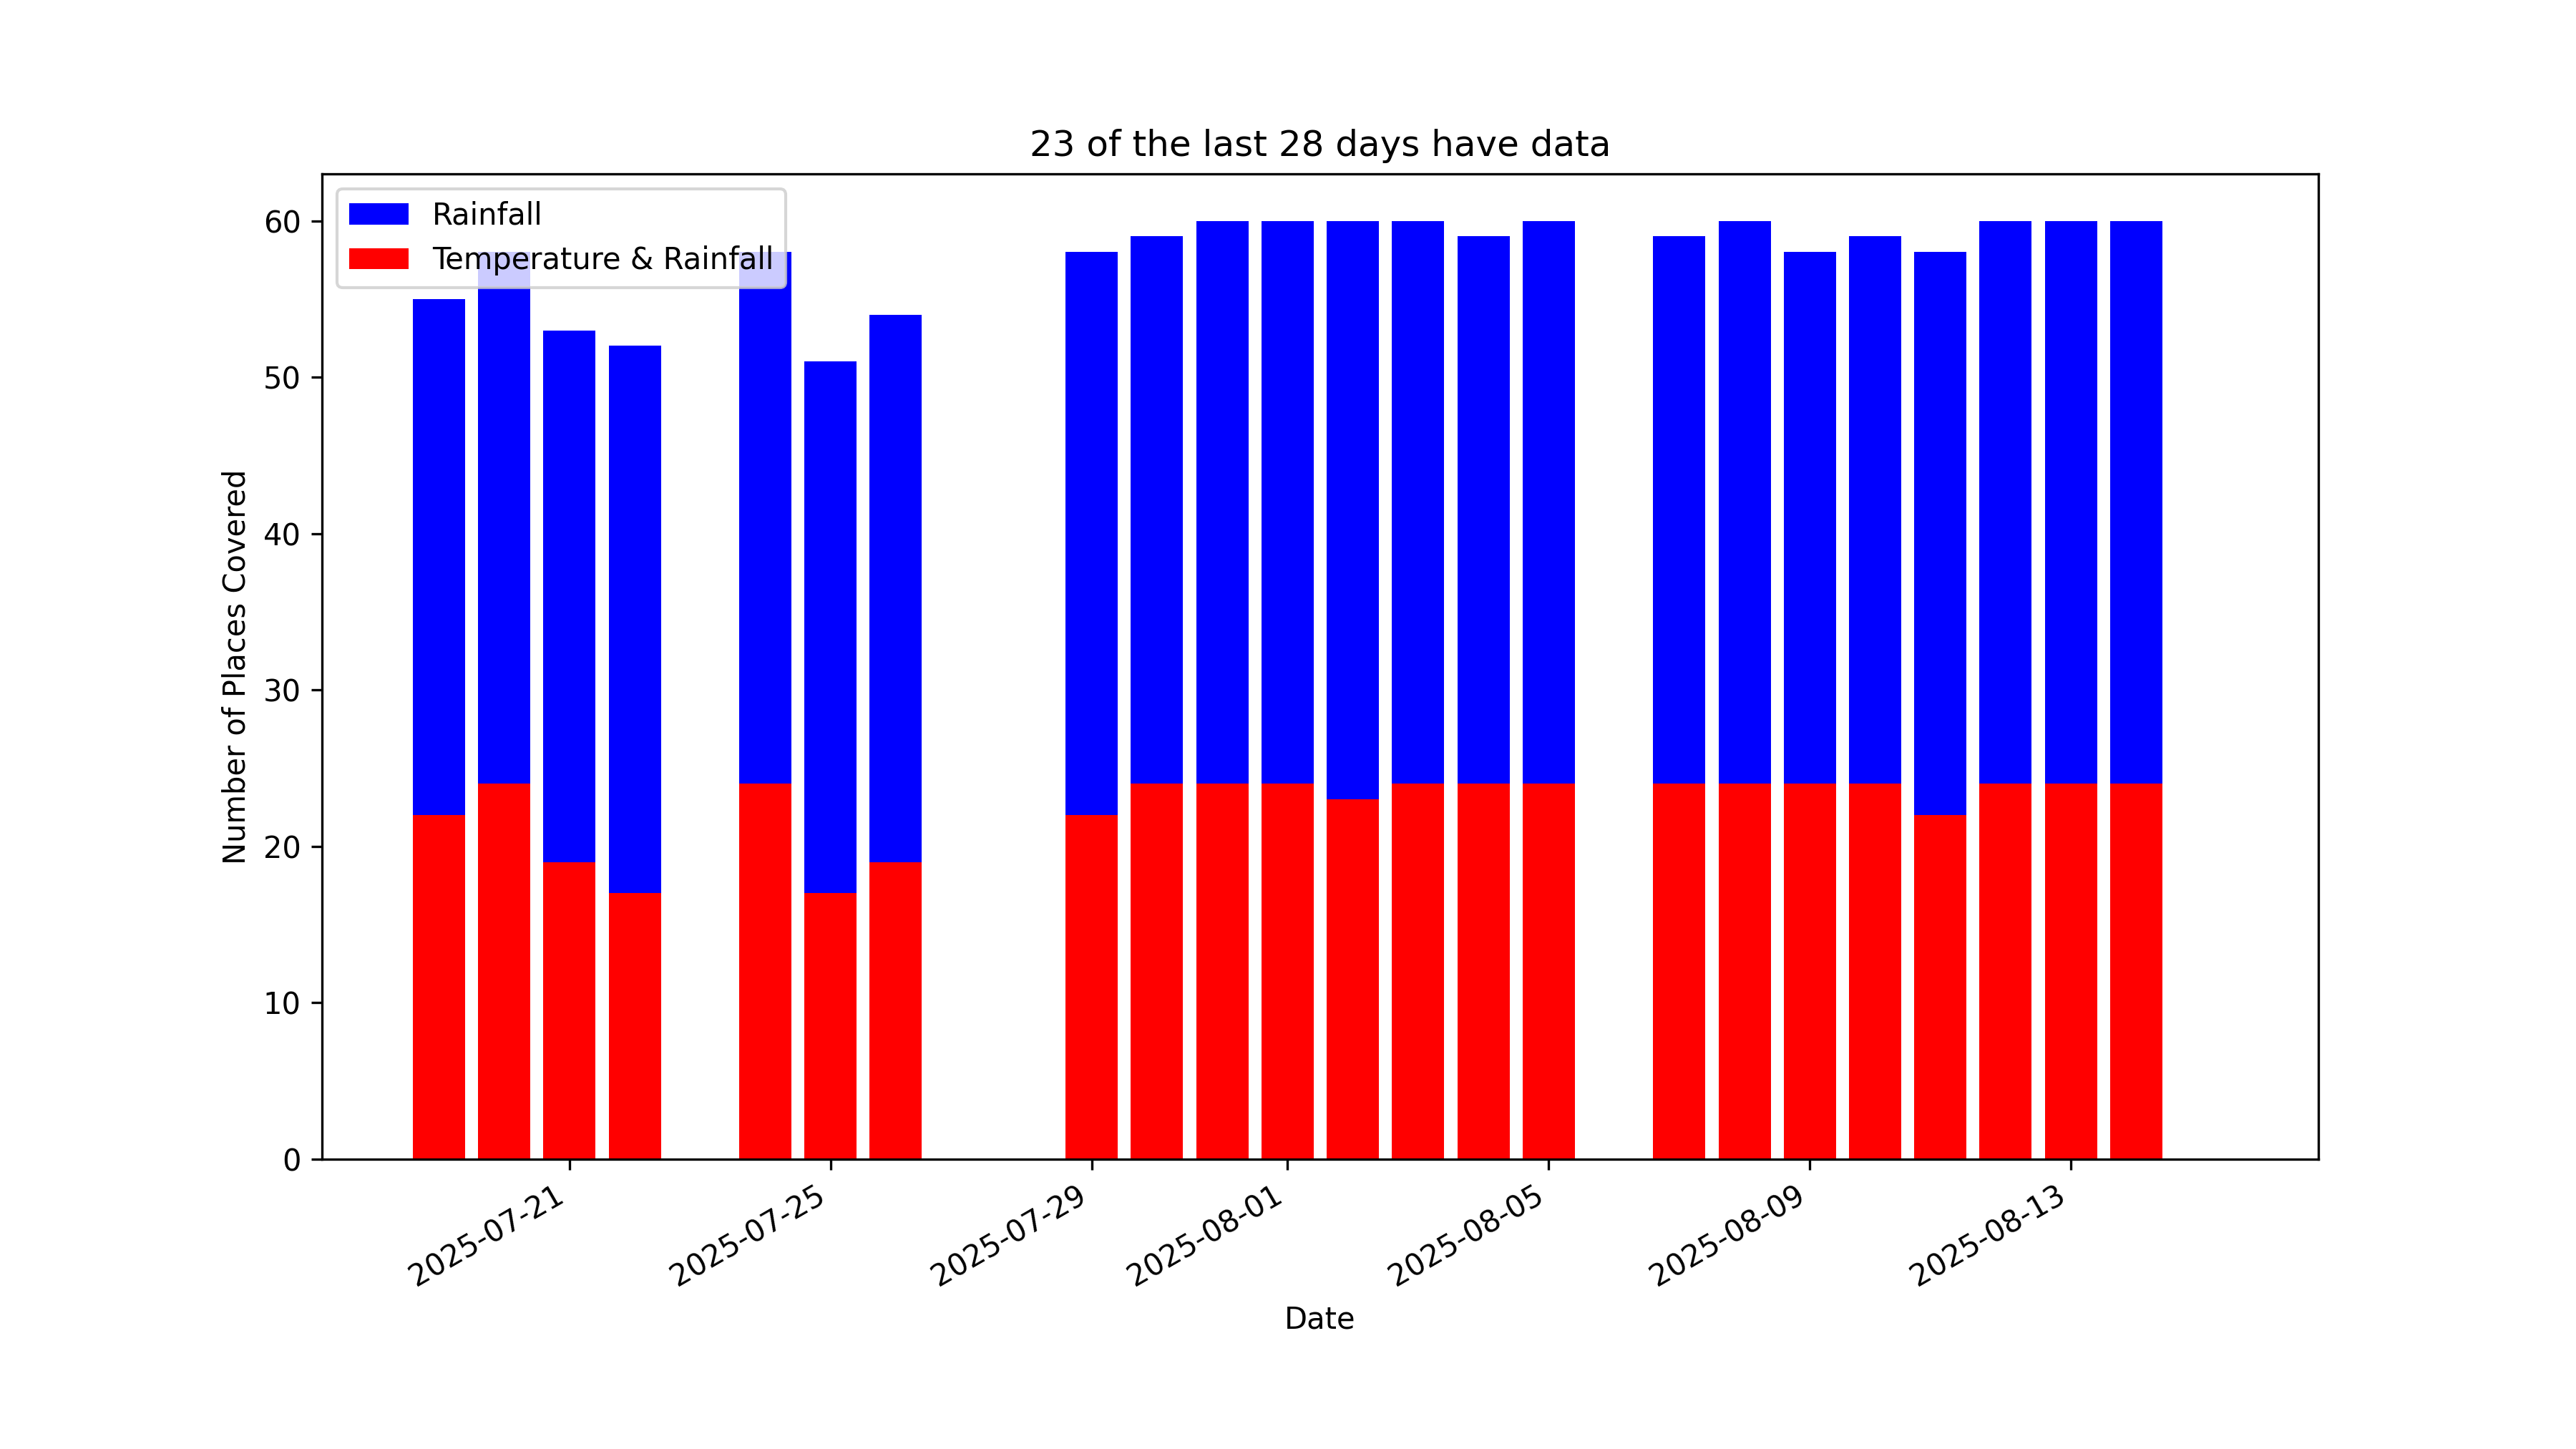 23 of the last 28 days have data
Rainfall
Temperature & Rainfall
Number of Places Covered
60
50
40
30
20
10
0
2025-07-21
2025-07-25
2025-07-29
2025-08-01
2025-08-05
2025-08-09
2025-08-13
Date